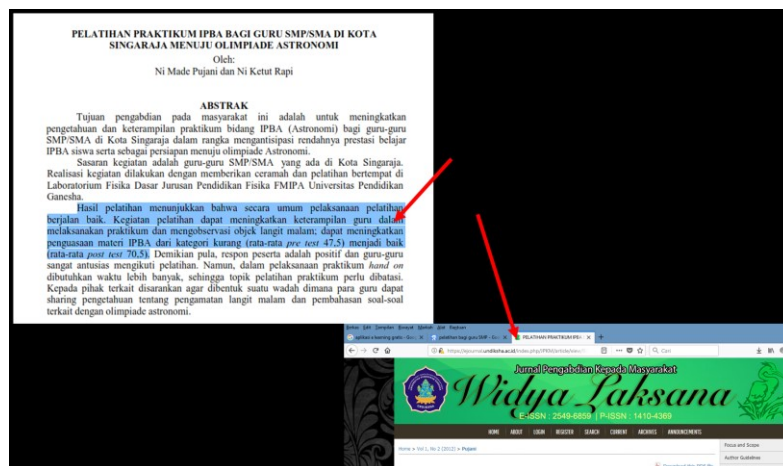 PELATIHAN PRAKTIKUM IPBA BAGI GURU SMP/SMA DI KOTA
SINGARAJA MENUJU OLIMPIADE ASTRONOMI
Oleh:
Ni Made Pujani dan Ni Ketut Rapi
ABSTRAK
Tujuan pengabdian pada masyarakat ini adalah untuk meningkatkan
pengetahuan dan keterampilan praktikum bidang IPBA (Astronomi) bagi guru-guru
SMP/SMA di Kota Singaraja dalam rangka mengantisipasi rendahnya prestasi belajar
IPBA siswa serta sebagai persiapan menuju olimpiade Astronomi.
Sasaran kegiatan adalah guru-guru SMP/SMA yang ada di Kota Singaraja.
Realisasi kegiatan dilakukan dengan memberikan ceramah dan pelatihan bertempat di
Laboratorium Fisika Dasar Jurusan Pendidikan Fisika FMIPA Universitas Pendidikan
Ganesha.
Hasil pelatihan menunjukkan bahwa secara umum pelaksanaan pelatihan
berjalan baik. Kegiatan pelatihan dapat meningkatkan keterampilan guru dalam
melaksanakan praktikum dan mengobservasi objek langit malam; dapat meningkatkan
penguasaan materi IPBA dari kategori kurang (rata-rata pre test 47,5) menjadi baik
(rata-rata post test 70,5). Demikian pula, respon peserta adalah positif dan guru-guru
sangat antusias mengikuti pelatihan. Namun, dalam pelaksanaan praktikum hand on
dibutuhkan waktu lebih banyak, sehingga topik pelatihan praktikum perlu dibatasi.
Kepada pihak terkait disarankan agar dibentuk suatu wadah dimana para guru dapat
sharing pengetahuan tentang pengamatan langit malam dan pembahasan soal-soal
terkait dengan olimpiade astronomi.
PELATIHAN PRAKTIKUM IPBA
Cari
Jurnal Pengabdian Kepada Masyarakat
Widya Laksana
E-ISSN : 2549-6859 | P-ISSN : 1410-4369
HOME ABOUT LOGIN REGISTER SEARCH CURRENT ARCHIVES ANNOUNCEMENTS
Home > Vol 1, No 2 (2012) > Pujani
Focus and Scope
Author Guidelines